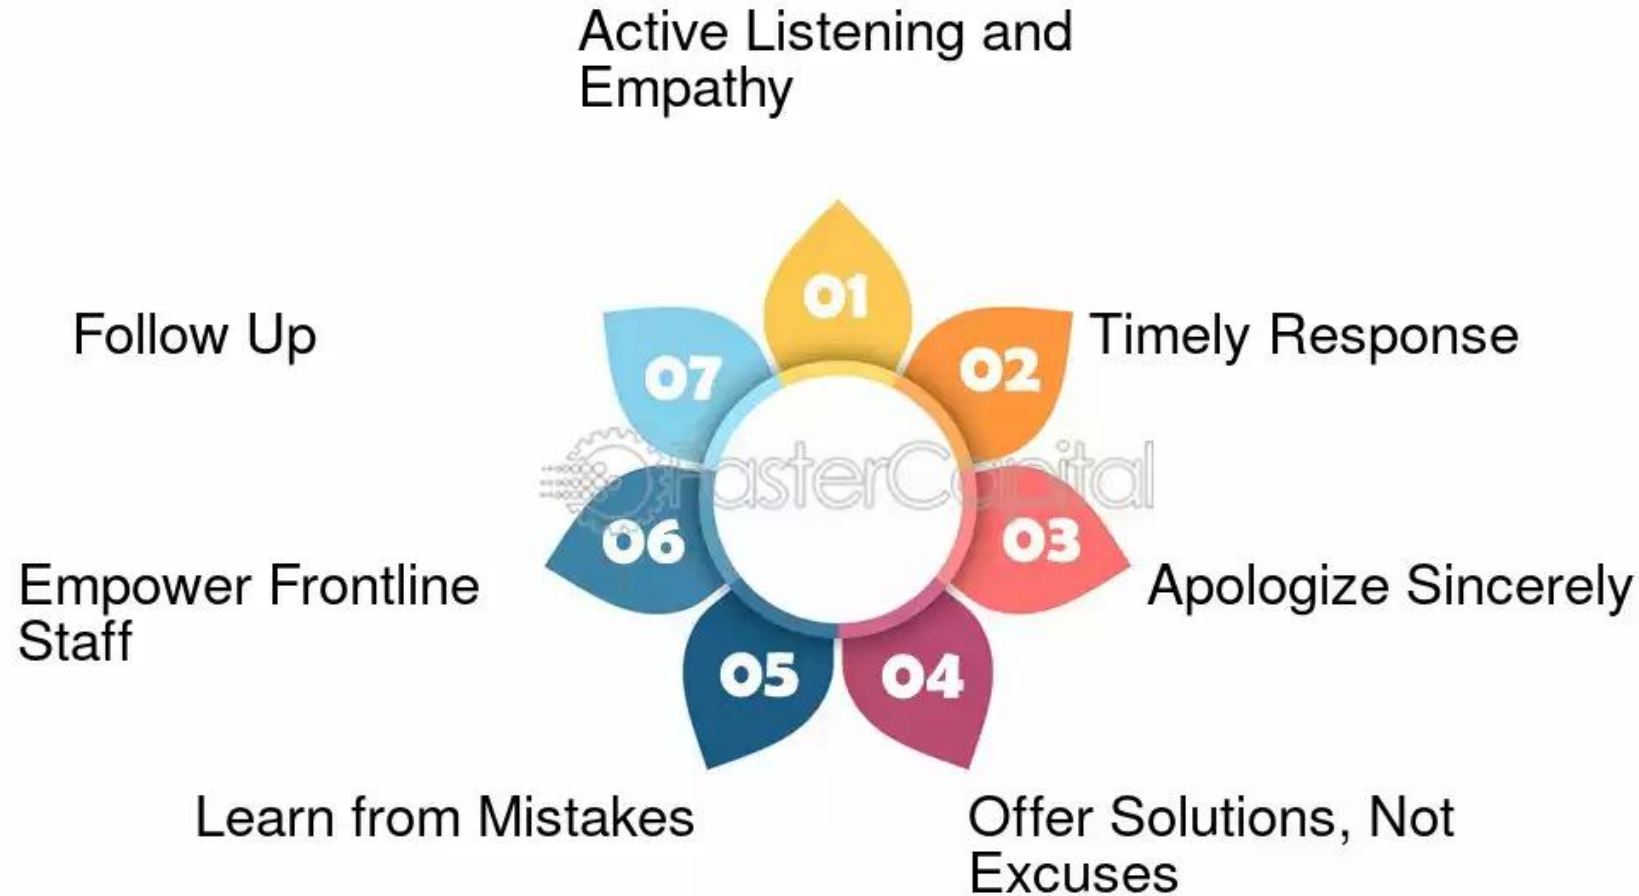 Active Listening and
Empathy
01
02
Timely Response
03
Apologize Sincerely
04
Offer Solutions, Not
Excuses
05
Learn from Mistakes
06
Empower Frontline
Staff
07
Follow Up
FasterCapital